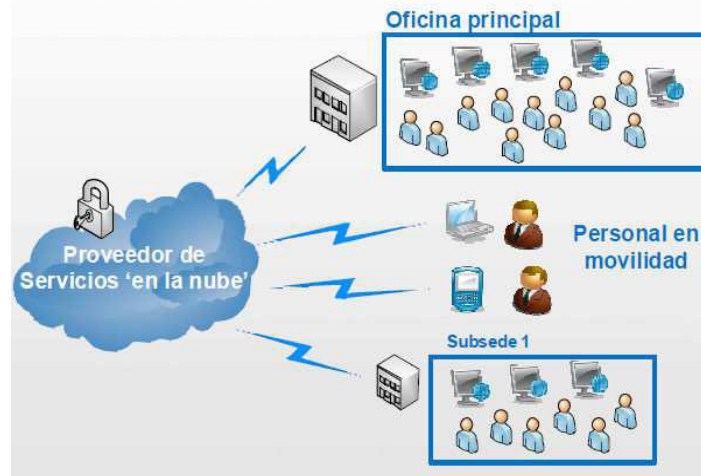 Oficina principal
Proveedor de
Servicios ‘en la nube’
Personal en
movilidad
Subsede 1